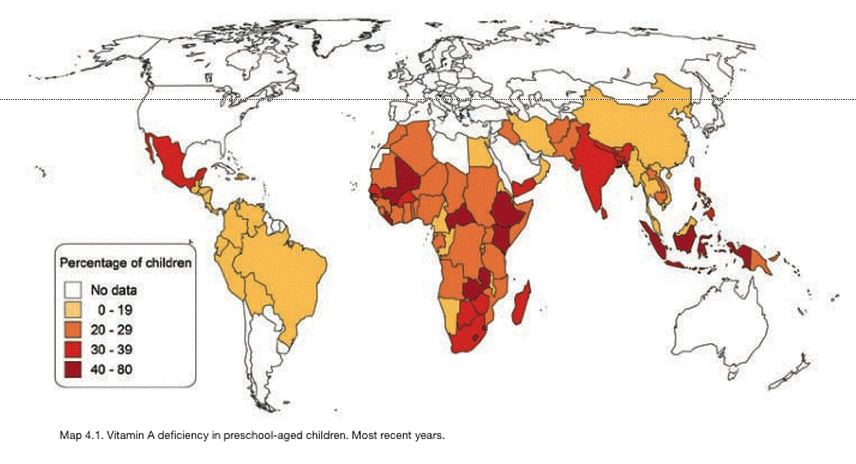 Percentage of children
No data
0 - 19
20 - 29
30 - 39
40 - 80
Map 4.1. Vitamin A deficiency in preschool-aged children. Most recent years.